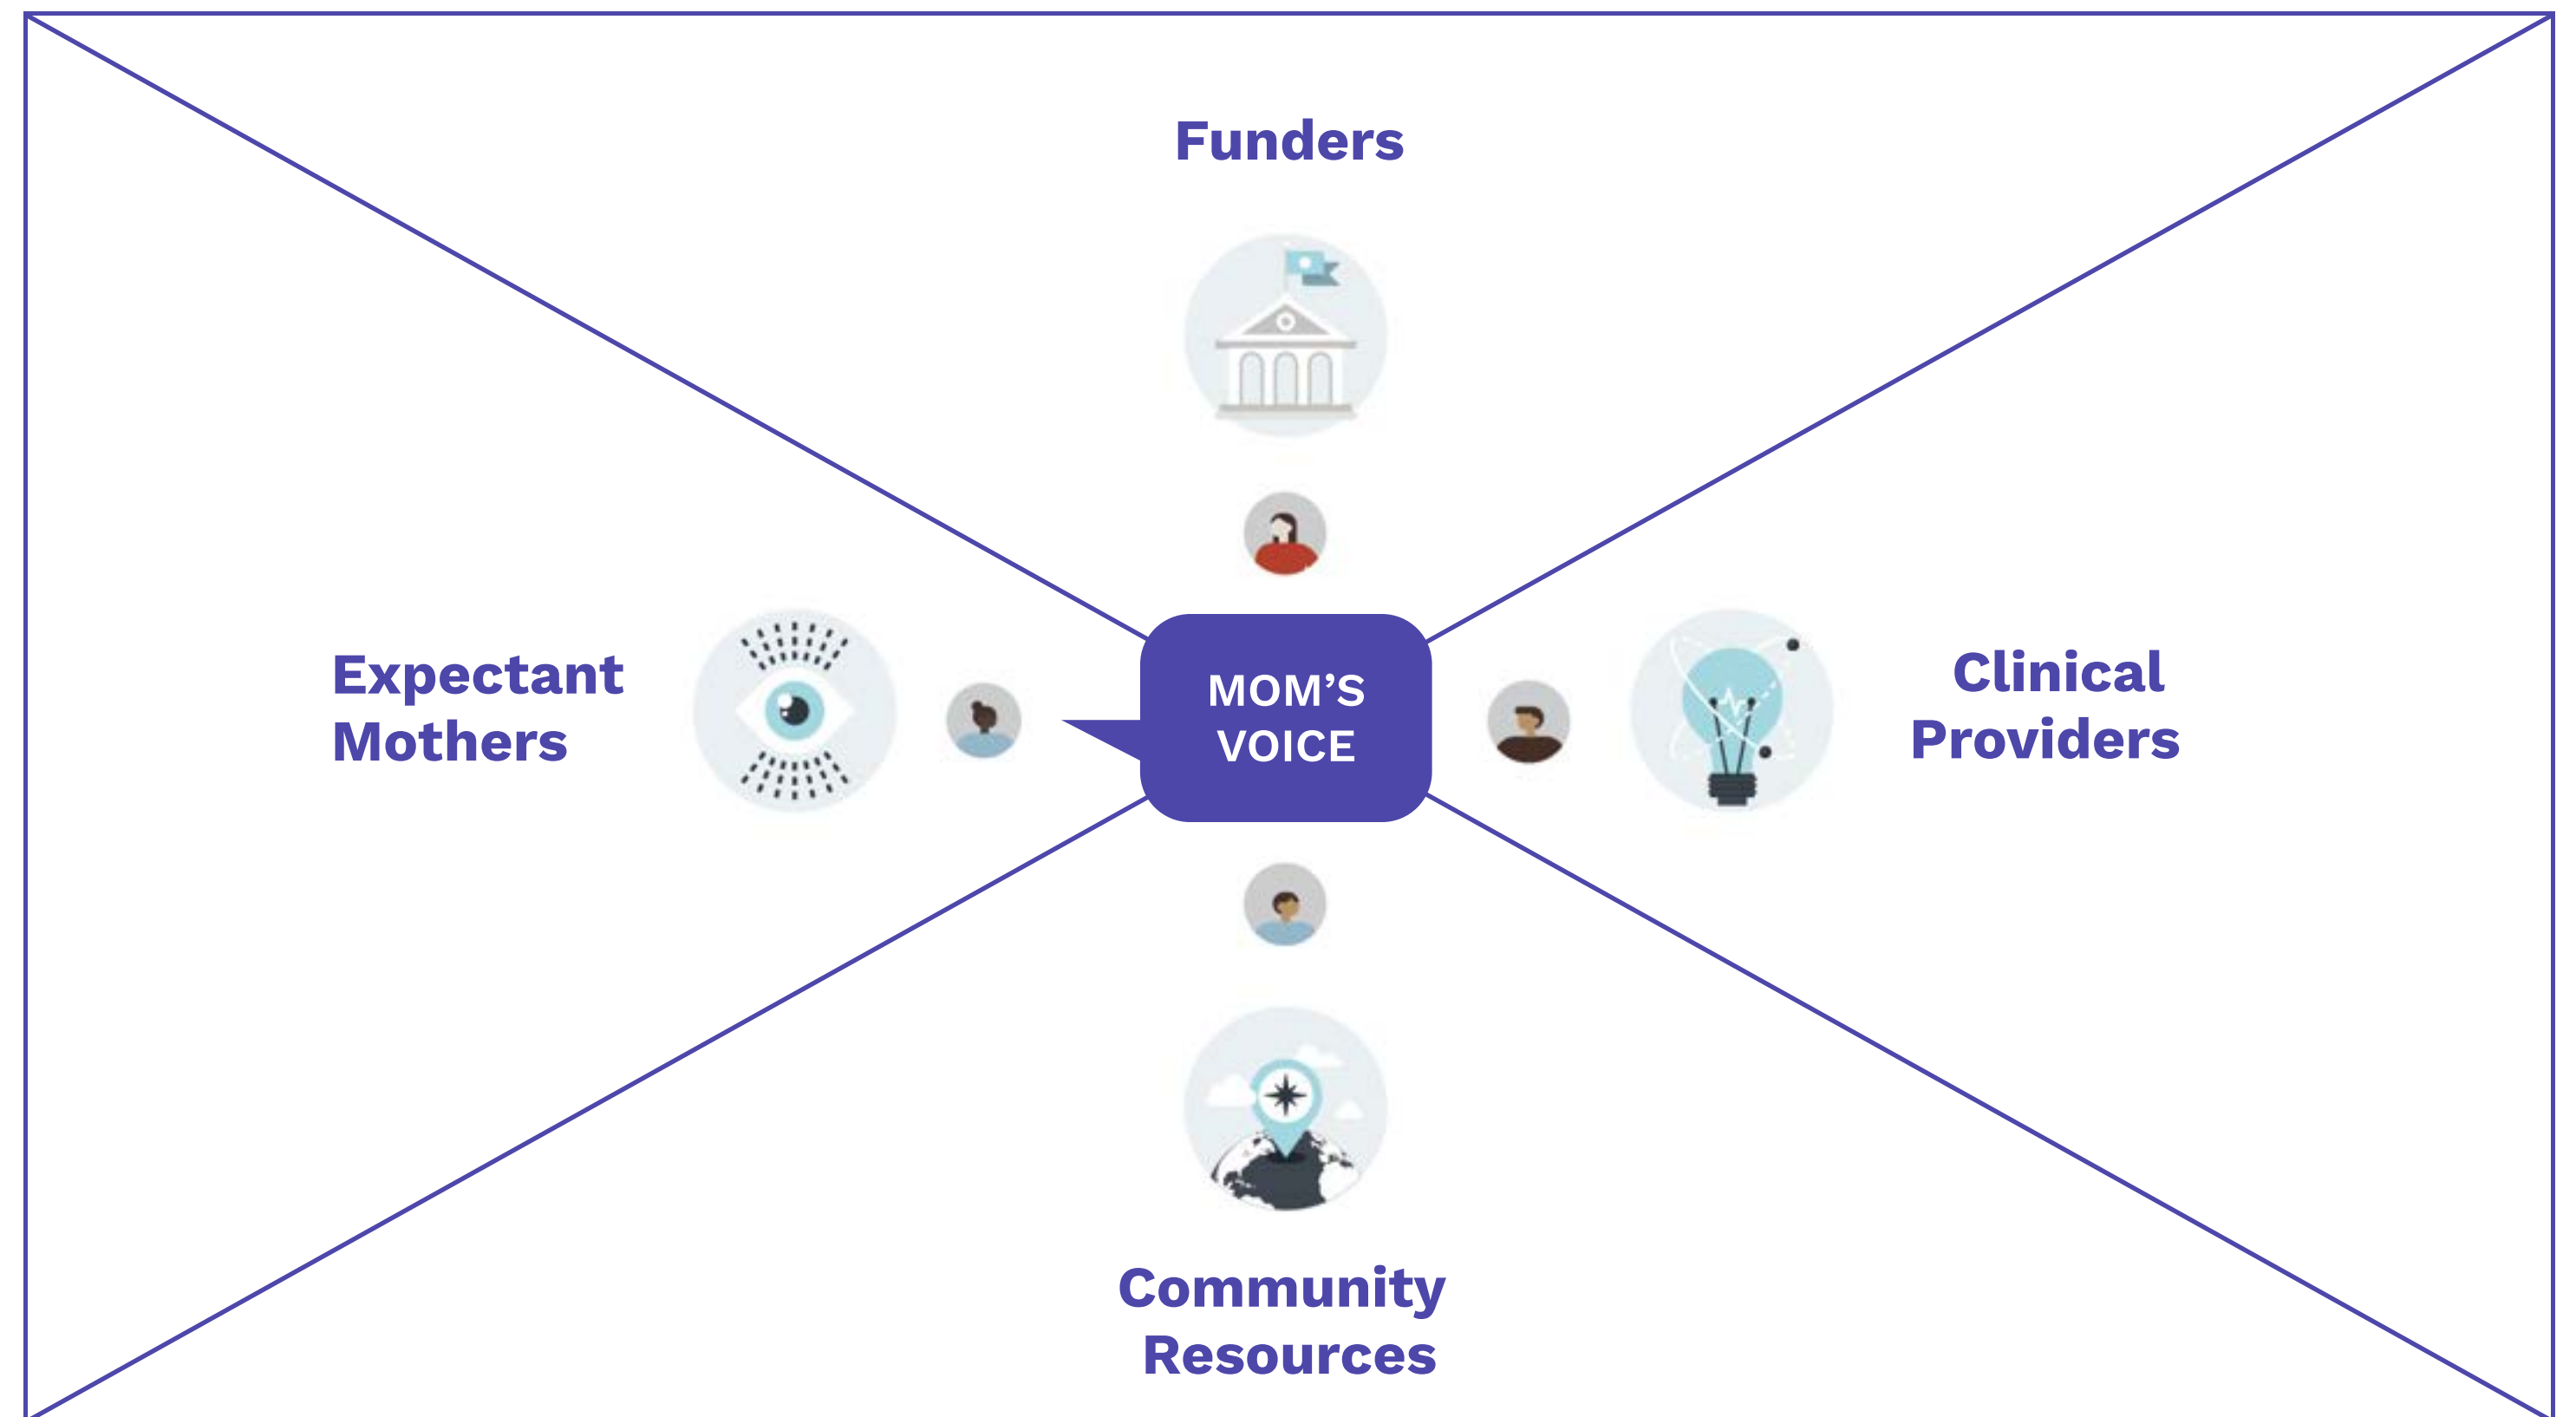 Funders
Expectant
Mothers
MOM’S
VOICE
Clinical
Providers
Community
Resources